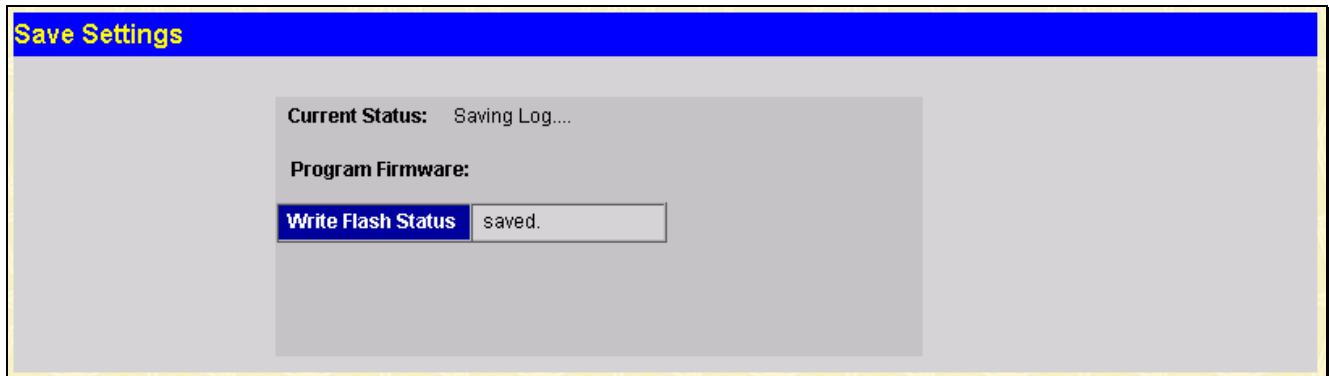 Save Settings
Current Status: Saving Log....
Program Firmware:
Write Flash Status saved.